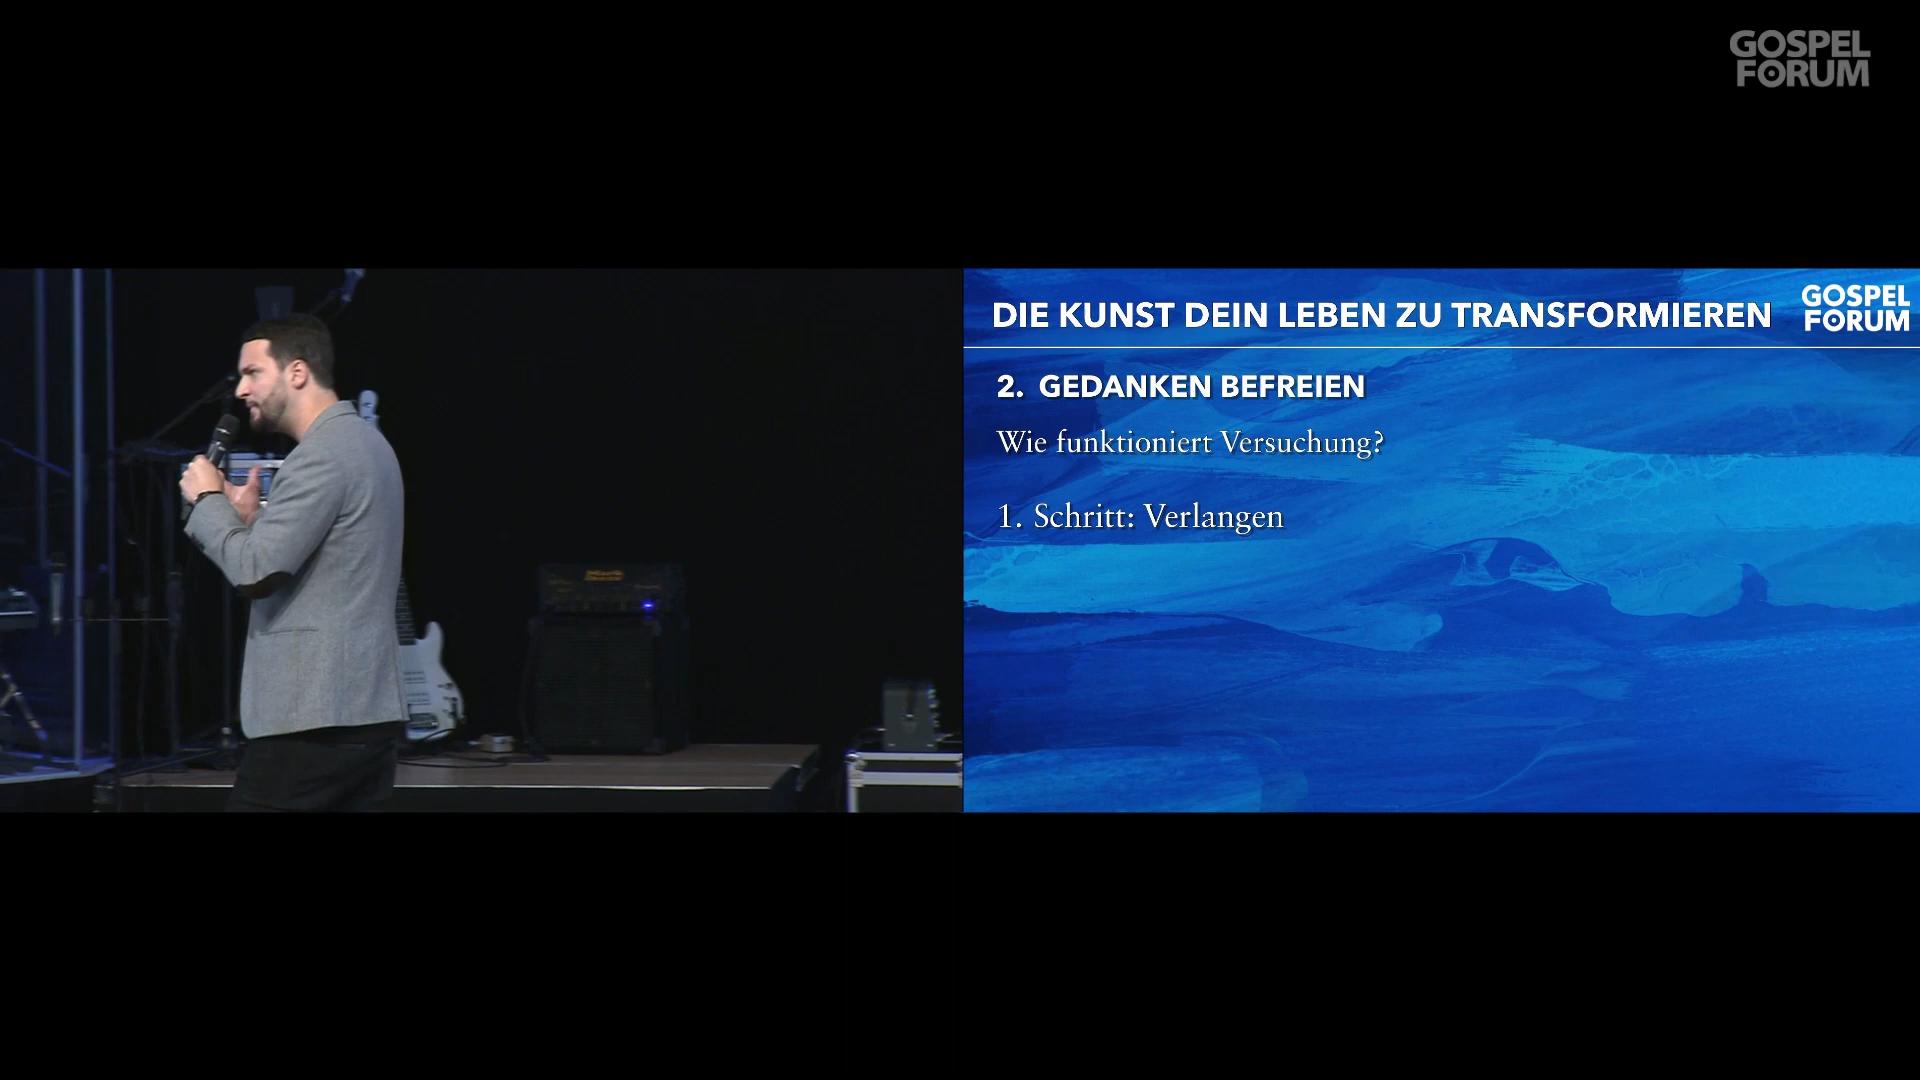 GOSPEL
FORUM
DIE KUNST DEIN LEBEN ZU TRANSFORMIEREN
GOSPEL
FORUM
2. GEDANKEN BEFREIEN
Wie funktioniert Versuchung?
1. Schritt: Verlangen